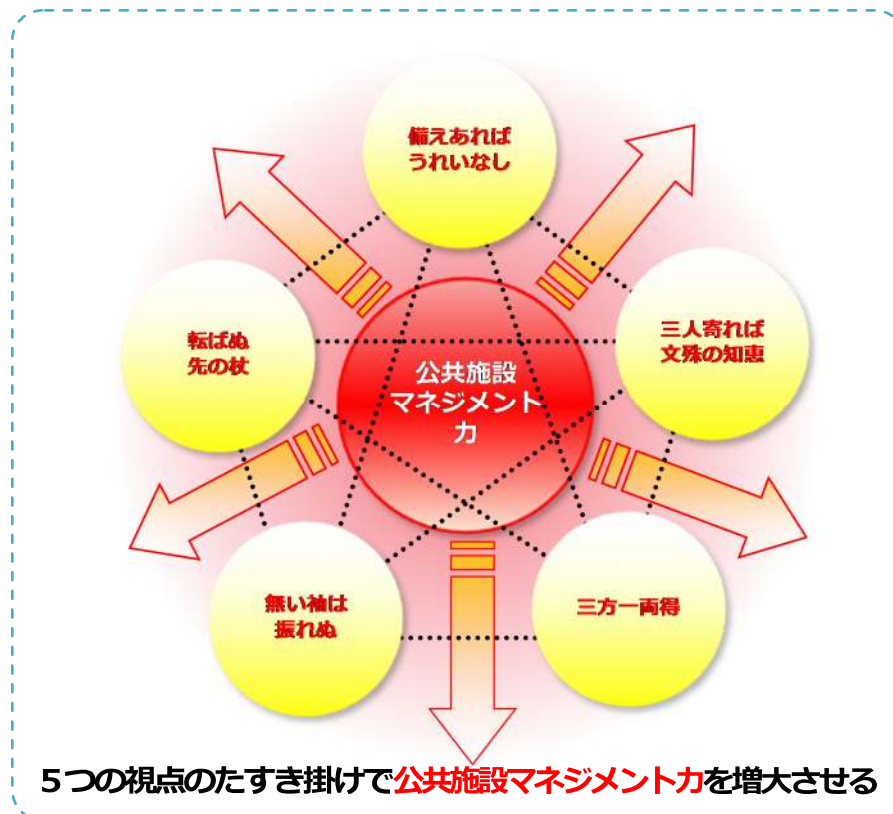 備えあれば
うれいなし
転ばぬ
先の杖
三人寄れば
文殊の知恵
公共施設
マネジメント
力
無い袖は
振れぬ
三方一両得
５つの視点のたすき掛けで公共施設マネジメント力を増大させる